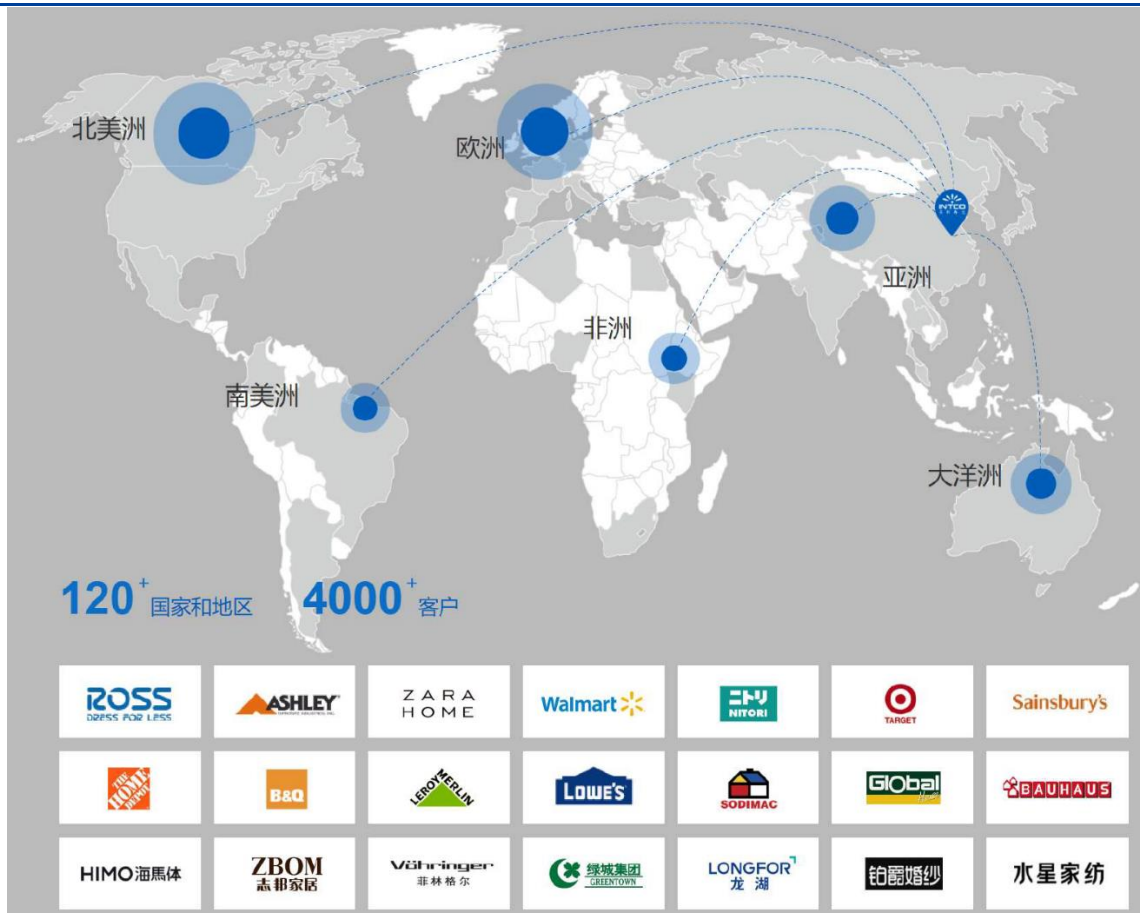 北美洲
欧洲
INTCO
亚洲
非洲
南美洲
大洋洲
120+ 国家和地区 4000+ 客户
ROSS
DRESS FOR LESS
ASHLEY
ZARA
HOME
Walmart
ニトリ
NITORI
TARGET
Sainsbury's
THE
HOME
DEPOT
B&Q
LEROY MERLIN
LOWE'S
SODIMAC
Global
House
BAUHAUS
HIMO海馬体
ZBOM
志邦家居
Vöhringer
菲林格尔
绿城集团
GREENTOWN
LONGFOR
龙湖
铂爵婚纱
水星家纺